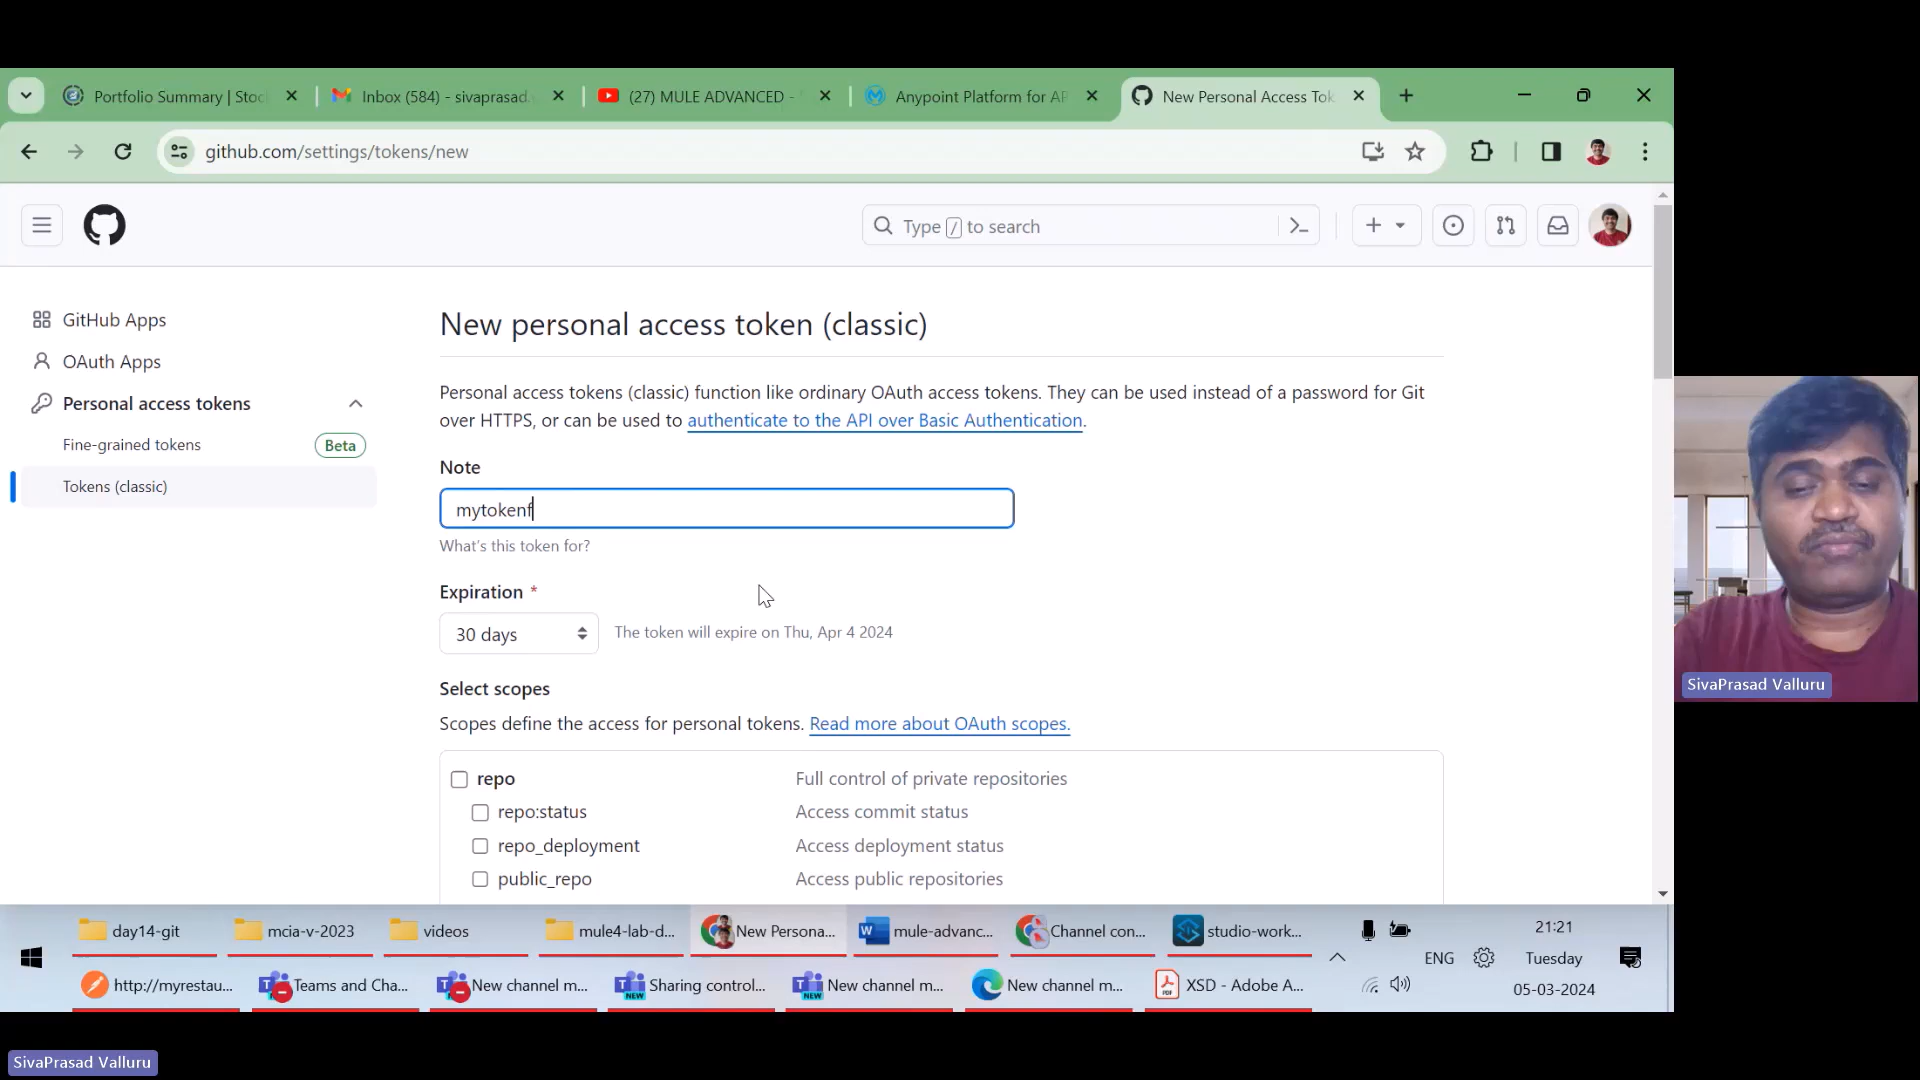 Portfolio Summary | Stoc
Inbox (584) - sivaprasad.
(27) MULE ADVANCED -
Anypoint Platform for AP
New Personal Access Tok
github.com/settings/tokens/new
Type / to search
GitHub Apps
OAuth Apps
Personal access tokens
Fine-grained tokens
Beta
Tokens (classic)
New personal access token (classic)
Personal access tokens (classic) function like ordinary OAuth access tokens. They can be used instead of a password for Git
over HTTPS, or can be used to authenticate to the API over Basic Authentication.
Note
mytokenf
What's this token for?
Expiration *
30 days
The token will expire on Thu, Apr 4 2024
Select scopes
Scopes define the access for personal tokens. Read more about OAuth scopes.
repo
Full control of private repositories
repo:status
Access commit status
repo_deployment
Access deployment status
public_repo
Access public repositories
SivaPrasad Valluru
day14-git
mcia-v-2023
videos
mule4-lab-d...
New Persona...
mule-advanc...
Channel con...
studio-work...
21:21
ENG
Tuesday
05-03-2024
http://myrestau...
Teams and Cha...
New channel m...
Sharing control...
New channel m...
New channel m...
XSD - Adobe A...
SivaPrasad Valluru